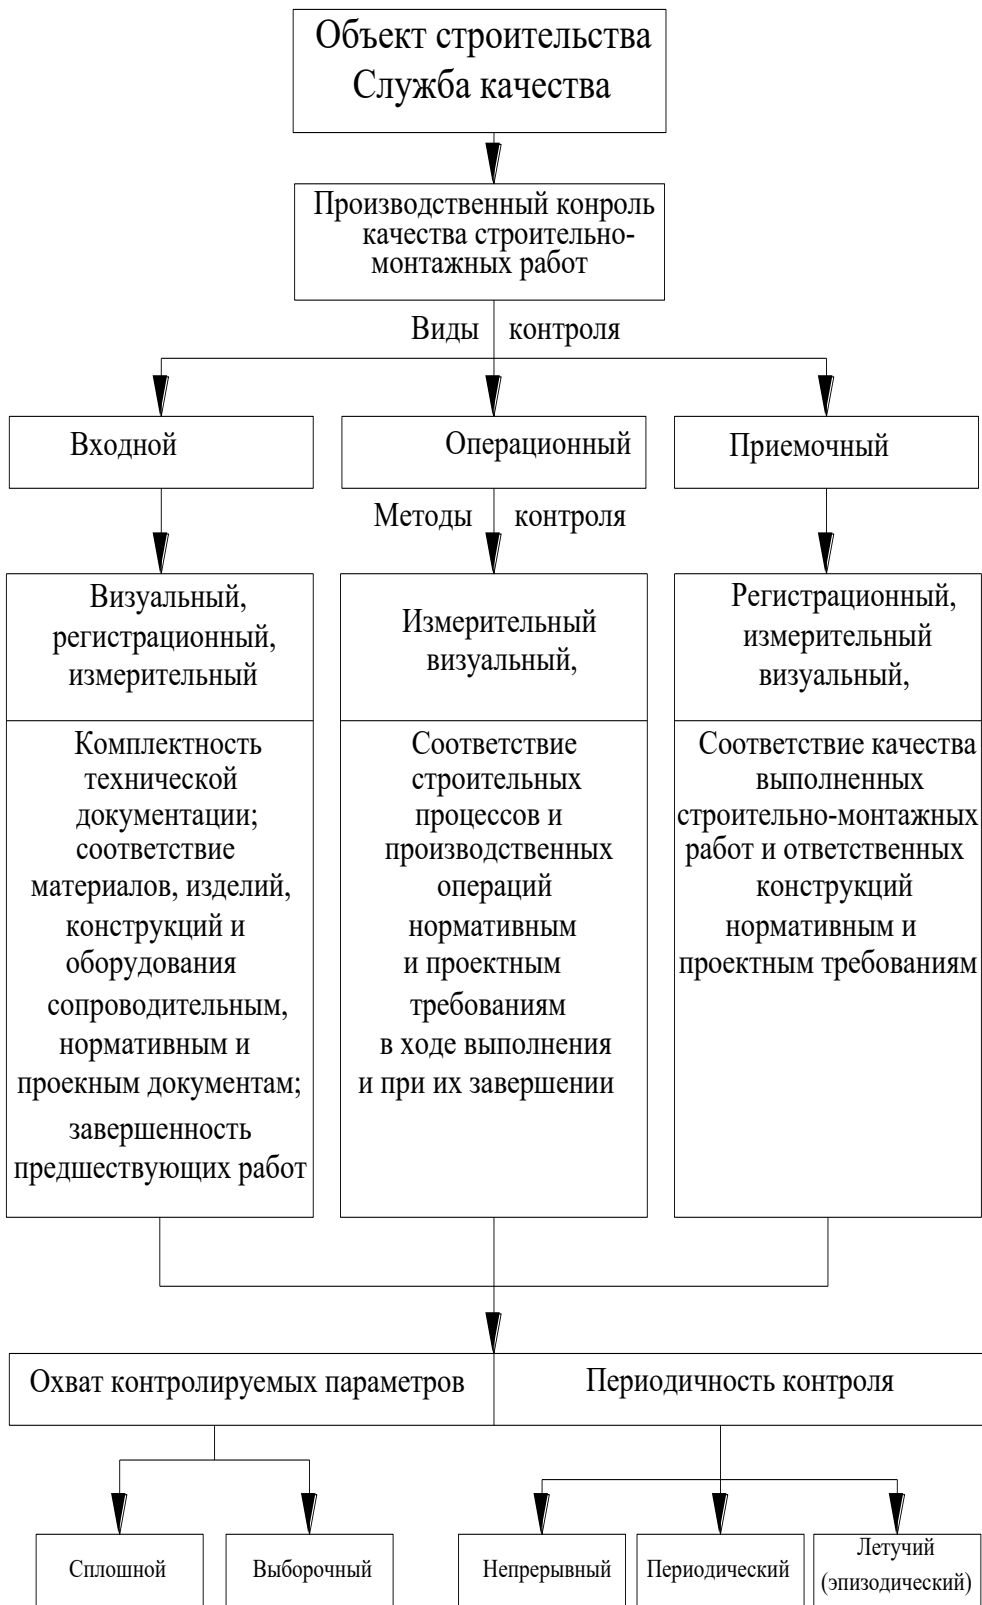 Объект строительства
Служба качества
Производственный конроль
качества строительно-
монтажных работ
Виды контроля
Входной
Операционный
Приемочный
Методы контроля
Визуальный,
регистрационный,
измерительный
Измерительный
визуальный,
Регистрационный,
измерительный
визуальный,
Комплектность
технической
документации;
соответствие
материалов, изделий,
конструкций и
оборудования
сопроводительным,
нормативным и
проекным документам;
завершенность
предшествующих работ
Соответствие
строительных
процессов и
производственных
операций
нормативным
и проектным
требованиям
в ходе выполнения
и при их завершении
Соответствие качества
выполненных
строительно-монтажных
работ и ответственных
конструкций
нормативным и
проектным требованиям
Охват контролируемых параметров
Периодичность контроля
Сплошной
Выборочный
Непрерывный
Периодический
Летучий
(эпизодический)